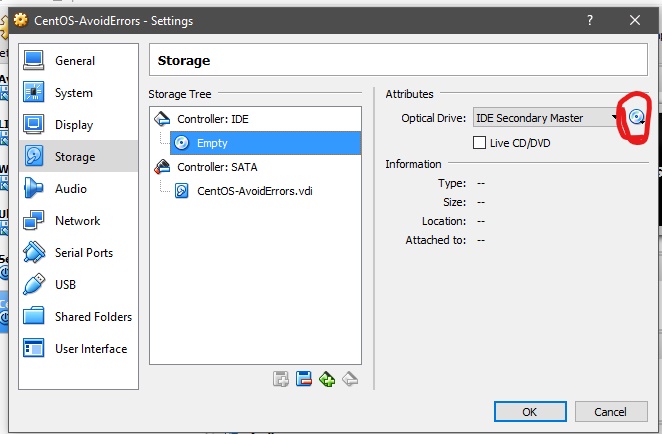 CentOS-AvoidErrors - Settings
?
General
System
Display
Storage
Audio
Network
Serial Ports
USB
Shared Folders
User Interface
Storage
Storage Tree
Controller: IDE
Empty
Controller: SATA
CentOS-AvoidErrors.vdi
Attributes
Optical Drive: IDE Secondary Master
Live CD/DVD
Information
Type: --
Size: --
Location: --
Attached to: --
OK
Cancel